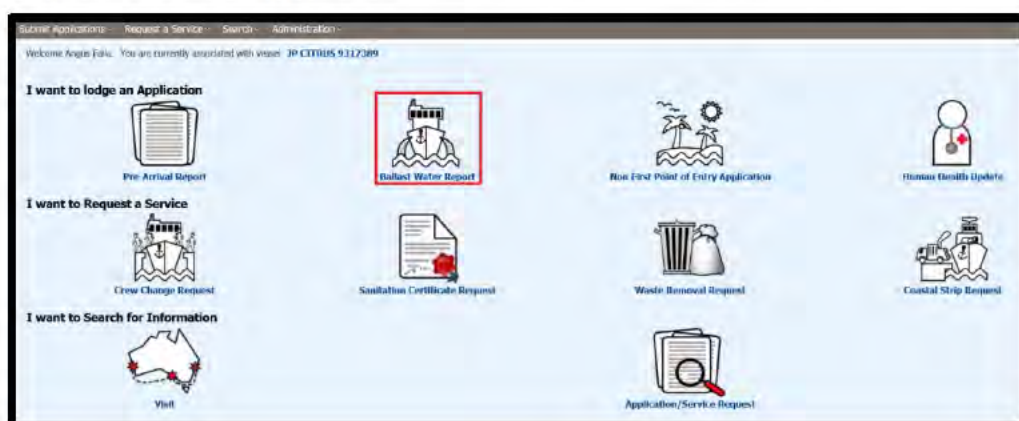 Submit Applications Request a Service Search Administration
Welcome Angus You are currently associated with vessel JP CITRUS 9317389
I want to lodge an Application
Pre Arrival Report Ballast Water Report Non First Point of Entry Application Human Health Update
I want to Request a Service
Crew Change Request Sanitation Certificate Request Waste Removal Request Coastal Strip Request
I want to Search for Information
Visit Application/Service Request